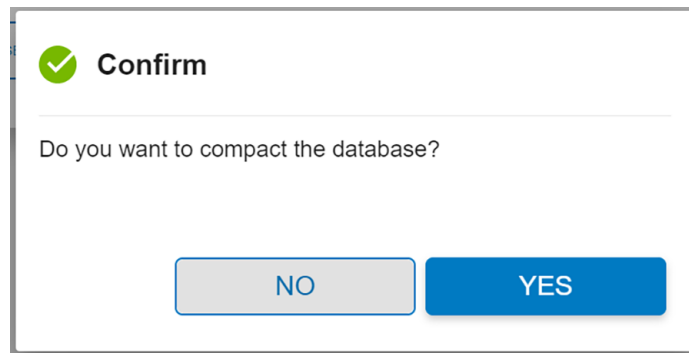 Confirm
Do you want to compact the database?
NO
YES